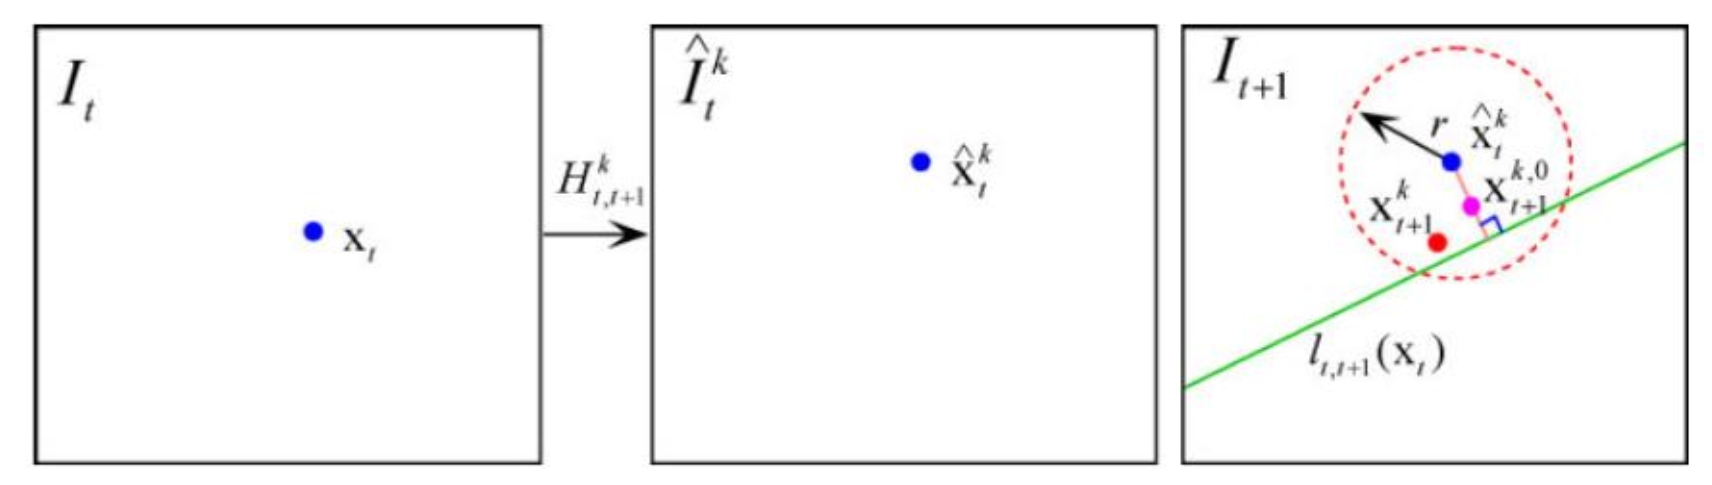 I_t
x_t
H^k_{t,t+1}
Î^k_t
x̂^k_t
I_{t+1}
r x̂^k_t
x^{k,0}_{t+1}
x^k_{t+1}
l_{t,t+1}(x_t)